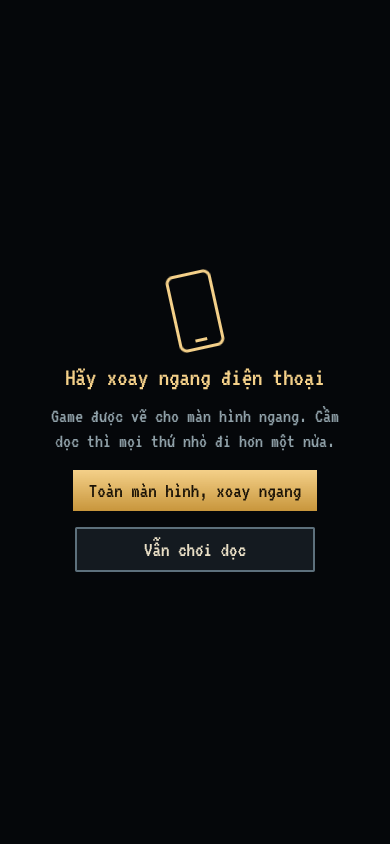 Hãy xoay ngang điện thoại
Game được vẽ cho màn hình ngang. Cầm
dọc thì mọi thứ nhỏ đi hơn một nửa.
Toàn màn hình, xoay ngang
Vẫn chơi dọc